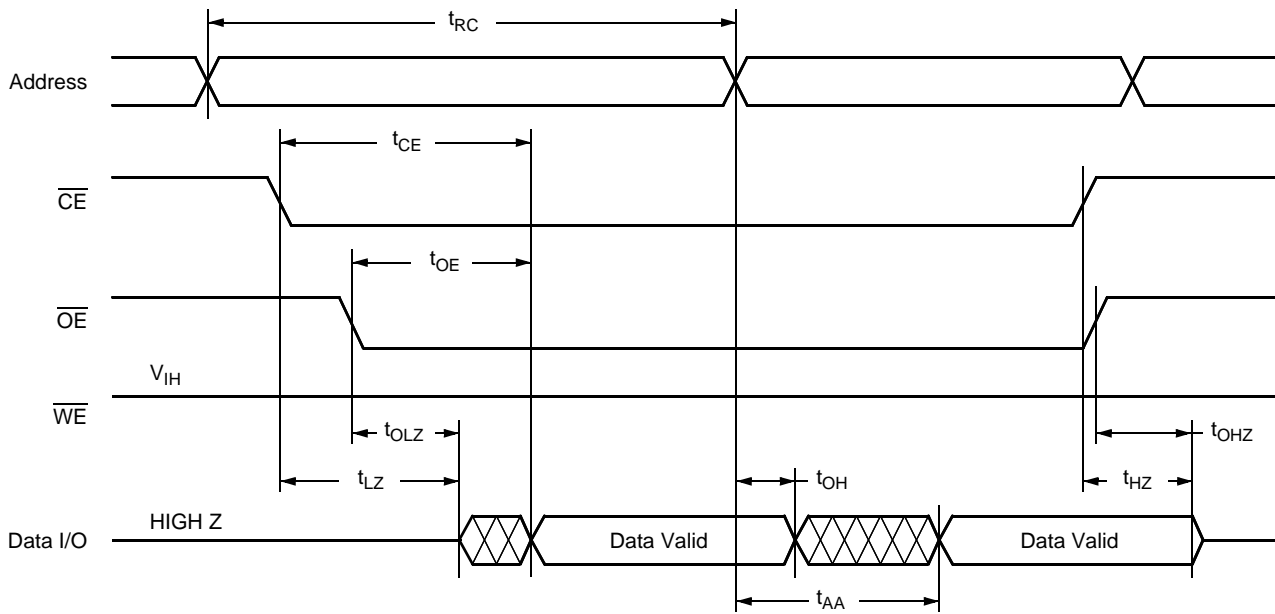 tRC
Address
tCE
CE
tOE
OE
VIH
WE
tOLZ
tOHZ
tLZ
tOH
tHZ
HIGH Z
Data I/O
Data Valid
Data Valid
tAA